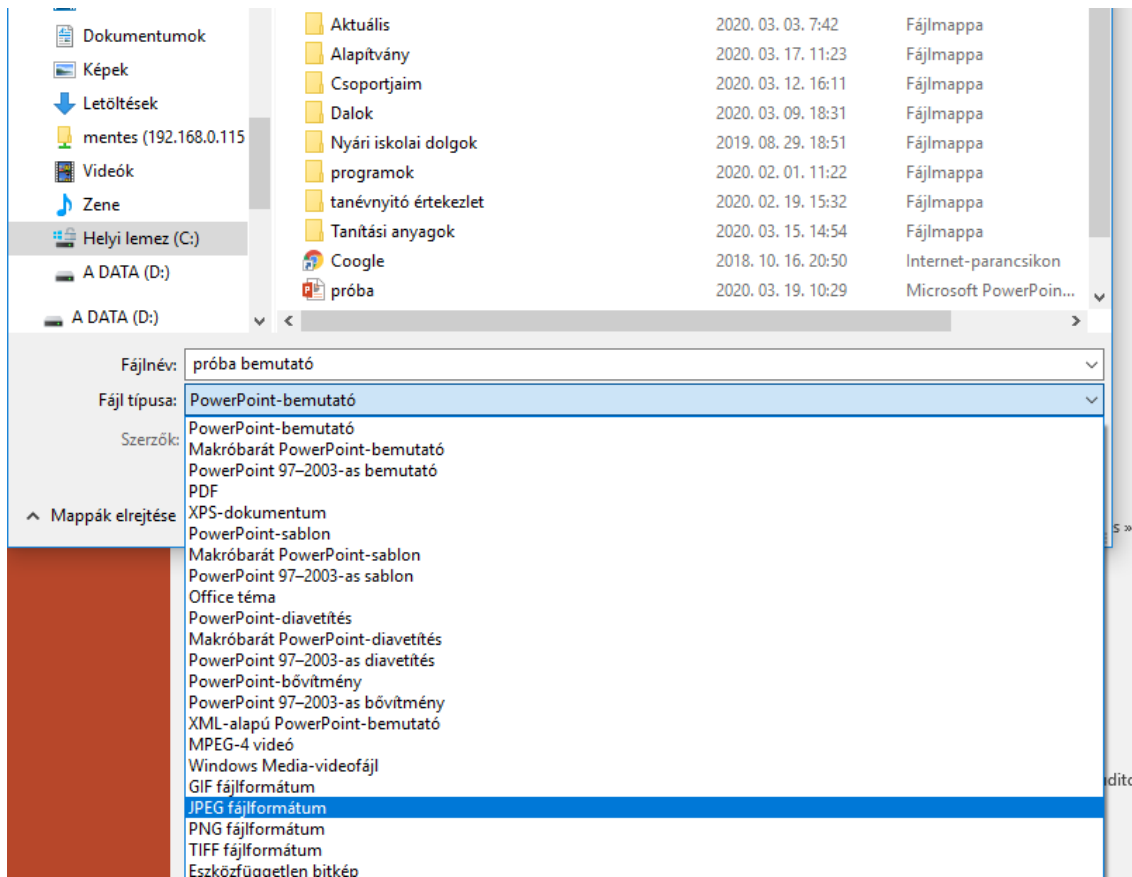 Dokumentumok
Képek
Letöltések
mentes (192.168.0.115
Videók
Zene
Helyi lemez (C:)
A DATA (D:)
A DATA (D:)
Aktuális 2020. 03. 03. 7:42 Fájlmappa
Alapítvány 2020. 03. 17. 11:23 Fájlmappa
Csoportjaim 2020. 03. 12. 16:11 Fájlmappa
Dalok 2020. 03. 09. 18:31 Fájlmappa
Nyári iskolai dolgok 2019. 08. 29. 18:51 Fájlmappa
programok 2020. 02. 01. 11:22 Fájlmappa
tanévnyitó értekezlet 2020. 02. 19. 15:32 Fájlmappa
Tanítási anyagok 2020. 03. 15. 14:54 Fájlmappa
Coogle 2018. 10. 16. 20:50 Internet-parancsikon
próba 2020. 03. 19. 10:29 Microsoft PowerPoin...
Fájlnév: próba bemutató
Fájl típusa: PowerPoint-bemutató
Szerzők:
Mappák elrejtése
PowerPoint-bemutató
Makróbarát PowerPoint-bemutató
PowerPoint 97–2003-as bemutató
PDF
XPS-dokumentum
PowerPoint-sablon
Makróbarát PowerPoint-sablon
PowerPoint 97–2003-as sablon
Office téma
PowerPoint-diavetítés
Makróbarát PowerPoint-diavetítés
PowerPoint 97–2003-as diavetítés
PowerPoint-bővítmény
PowerPoint 97–2003-as bővítmény
XML-alapú PowerPoint-bemutató
MPEG-4 videó
Windows Media-videofájl
GIF fájlformátum
JPEG fájlformátum
PNG fájlformátum
TIFF fájlformátum
Eszközfüggetlen bitkép
s »